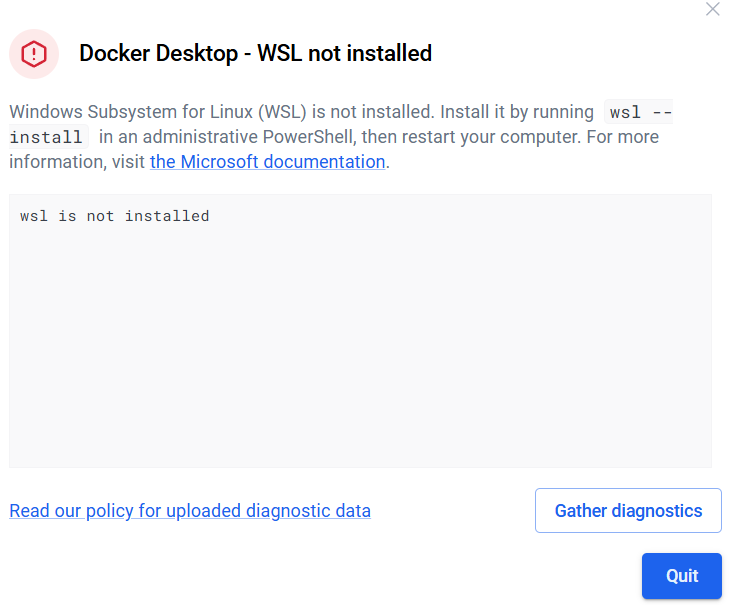 Docker Desktop - WSL not installed
Windows Subsystem for Linux (WSL) is not installed. Install it by running wsl --
install in an administrative PowerShell, then restart your computer. For more
information, visit the Microsoft documentation.
wsl is not installed
Read our policy for uploaded diagnostic data
Gather diagnostics
Quit